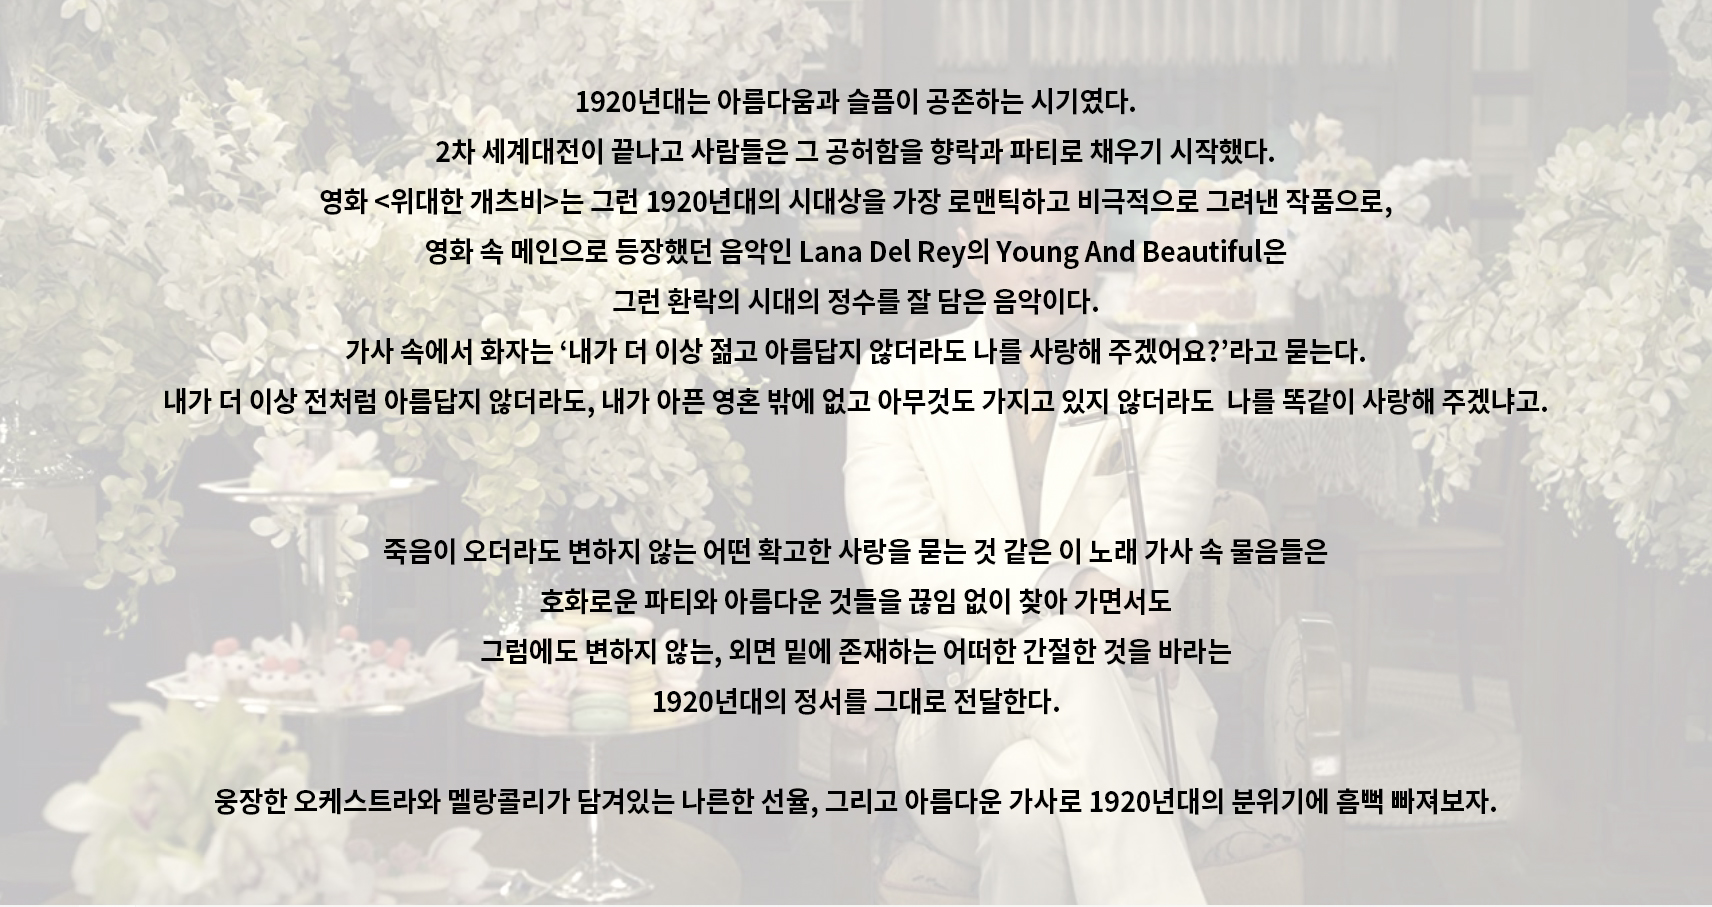 1920년대는 아름다움과 슬픔이 공존하는 시기였다.
2차 세계대전이 끝나고 사람들은 그 공허함을 향락과 파티로 채우기 시작했다.
영화 <위대한 개츠비>는 그런 1920년대의 시대상을 가장 로맨틱하고 비극적으로 그려낸 작품으로,
영화 속 메인으로 등장했던 음악인 Lana Del Rey의 Young And Beautiful은
그런 환락의 시대의 정수를 잘 담은 음악이다.
가사 속에서 화자는 ‘내가 더 이상 젊고 아름답지 않더라도 나를 사랑해 주겠어요?’라고 묻는다.
내가 더 이상 전처럼 아름답지 않더라도, 내가 아픈 영혼 밖에 없고 아무것도 가지고 있지 않더라도  나를 똑같이 사랑해 주겠냐고.
죽음이 오더라도 변하지 않는 어떤 확고한 사랑을 묻는 것 같은 이 노래 가사 속 물음들은
호화로운 파티와 아름다운 것들을 끊임 없이 찾아 가면서도
그럼에도 변하지 않는, 외면 밑에 존재하는 어떠한 간절한 것을 바라는
1920년대의 정서를 그대로 전달한다.
웅장한 오케스트라와 멜랑콜리가 담겨있는 나른한 선율, 그리고 아름다운 가사로 1920년대의 분위기에 흠뻑 빠져보자.